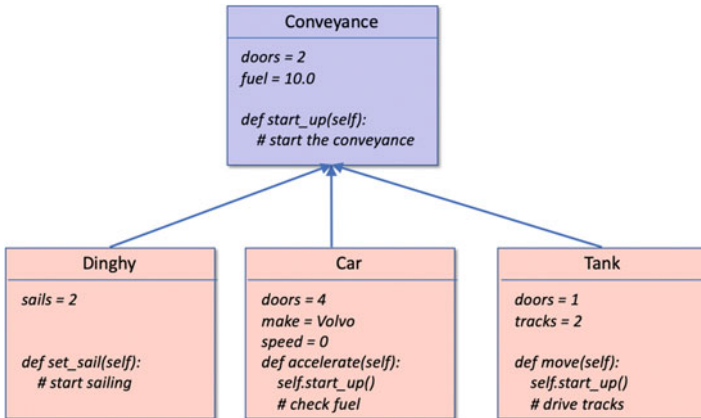 Conveyance
doors = 2
fuel = 10.0
def start_up(self):
# start the conveyance
Dinghy
sails = 2
def set_sail(self):
# start sailing
Car
doors = 4
make = Volvo
speed = 0
def accelerate(self):
self.start_up()
# check fuel
Tank
doors = 1
tracks = 2
def move(self):
self.start_up()
# drive tracks